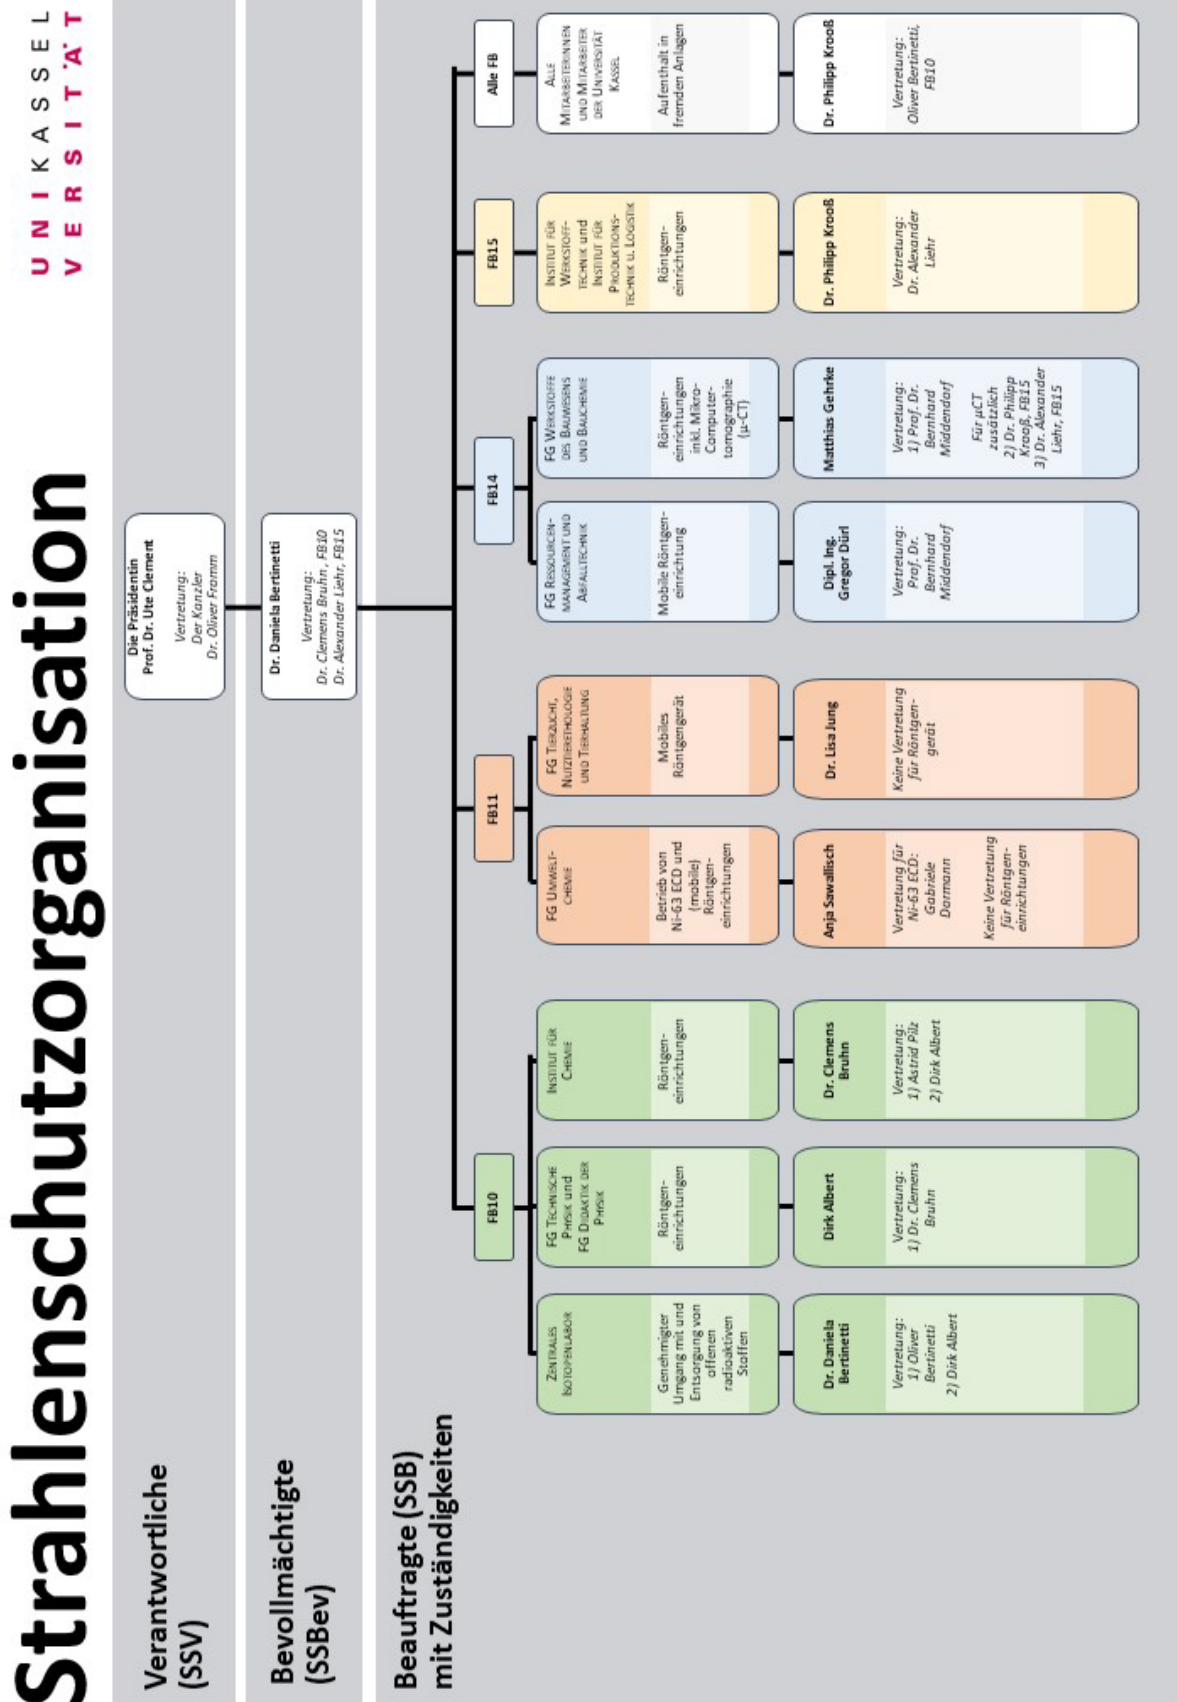 Strahlenschutzorganisation
UNIKASSEL
VERSITÄT
Verantwortliche
(SSV)
Die Präsidentin
Prof. Dr. Ute Clement
Vertretung:
Der Kanzler
Dr. Oliver Fromm
Bevollmächtigte
(SSBev)
Dr. Daniela Bertinetti
Vertretung:
Dr. Clemens Bruhn, FB10
Dr. Alexander Liehr, FB15
Beauftragte (SSB)
mit Zuständigkeiten
FB10
ZENTRALES
ISOTOPENLABOR
Genehmigter
Umgang mit und
Entsorgung von
offenen
radioaktiven
Stoffen
Dr. Daniela
Bertinetti
Vertretung:
1) Oliver
Bertinetti
2) Dirk Albert
FG TECHNISCHE
PHYSIK und
FG DIDAKTIK DER
PHYSIK
Röntgen-
einrichtungen
Dirk Albert
Vertretung:
1) Dr. Clemens
Bruhn
INSTITUT FÜR
CHEMIE
Röntgen-
einrichtungen
Dr. Clemens
Bruhn
Vertretung:
1) Astrid Pilz
2) Dirk Albert
FB11
FG UMWELT-
CHEMIE
Betrieb von
Ni-63 ECD und
(mobile)
Röntgen-
einrichtungen
Anja Sawallisch
Vertretung für
Ni-63 ECD:
Gabriele
Dormann
Keine Vertretung
für Röntgen-
einrichtungen
FG TIERZUCHT,
NUTZTIERETHOLOGIE
UND TIERHALTUNG
Mobiles
Röntgengerät
Dr. Lisa Jung
Keine Vertretung
für Röntgen-
gerät
FB14
FG RESSOURCEN-
MANAGEMENT UND
ABFALLTECHNIK
Mobile Röntgen-
einrichtung
Dipl. Ing.
Gregor Dürl
Vertretung:
Prof. Dr.
Bernhard
Middendorf
FG WERKSTOFFE
DES BAUWESENS
UND BAUCHEMIE
Röntgen-
einrichtungen
inkl. Mikro-
Computer-
tomographie
(µ-CT)
Matthias Gehrke
Vertretung:
1) Prof. Dr.
Bernhard
Middendorf
Für µCT
zusätzlich
2) Dr. Philipp
Krooß, FB15
3) Dr. Alexander
Liehr, FB15
FB15
INSTITUT FÜR
WERKSTOFF-
TECHNIK und
INSTITUT FÜR
PRODUKTIONS-
TECHNIK U. LOGISTIK
Röntgen-
einrichtungen
Dr. Philipp Krooß
Vertretung:
Dr. Alexander
Liehr
Alle FB
ALLE
MITARBEITERINNEN
UND MITARBEITER
DER UNIVERSITÄT
KASSEL
Aufenthalt in
fremden Anlagen
Dr. Philipp Krooß
Vertretung:
Oliver Bertinetti,
FB10